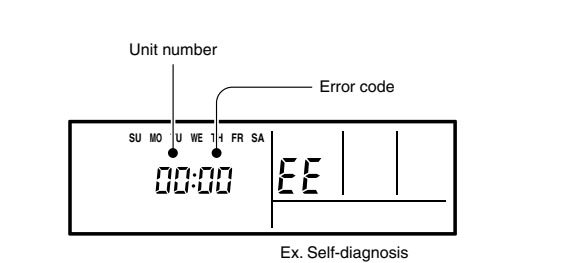 Unit number
Error code
SU MO TU WE TH FR SA
00:00
EE
Ex. Self-diagnosis